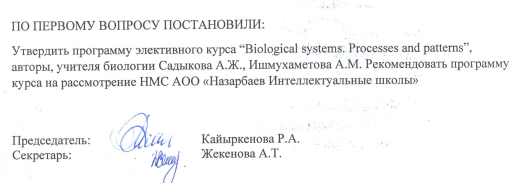 ПО ПЕРВОМУ ВОПРОСУ ПОСТАНОВИЛИ:
Утвердить программу элективного курса “Biological systems. Processes and patterns”,
авторы, учителя биологии Садыкова А.Ж., Ишмухаметова А.М. Рекомендовать программу
курса на рассмотрение НМС АОО «Назарбаев Интеллектуальные школы»
Председатель: Кайыркенова Р.А.
Секретарь: Жекенова А.Т.